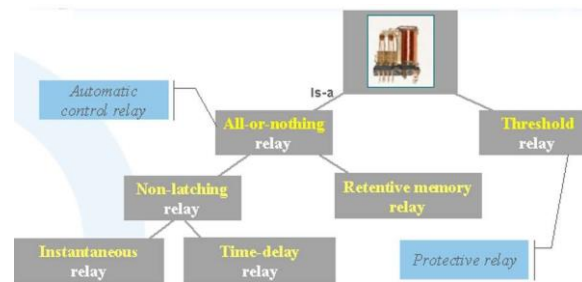 Is-a
Automatic
control relay
All-or-nothing
relay
Threshold
relay
Non-latching
relay
Retentive memory
relay
Instantaneous
relay
Time-delay
relay
Protective relay